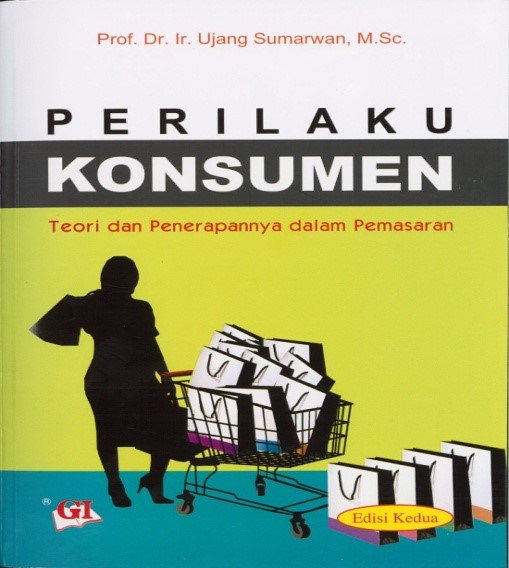 Prof. Dr. Ir. Ujang Sumarwan, M.Sc.
PERILAKU
KONSUMEN
Teori dan Penerapannya dalam Pemasaran
® GI
Edisi Kedua